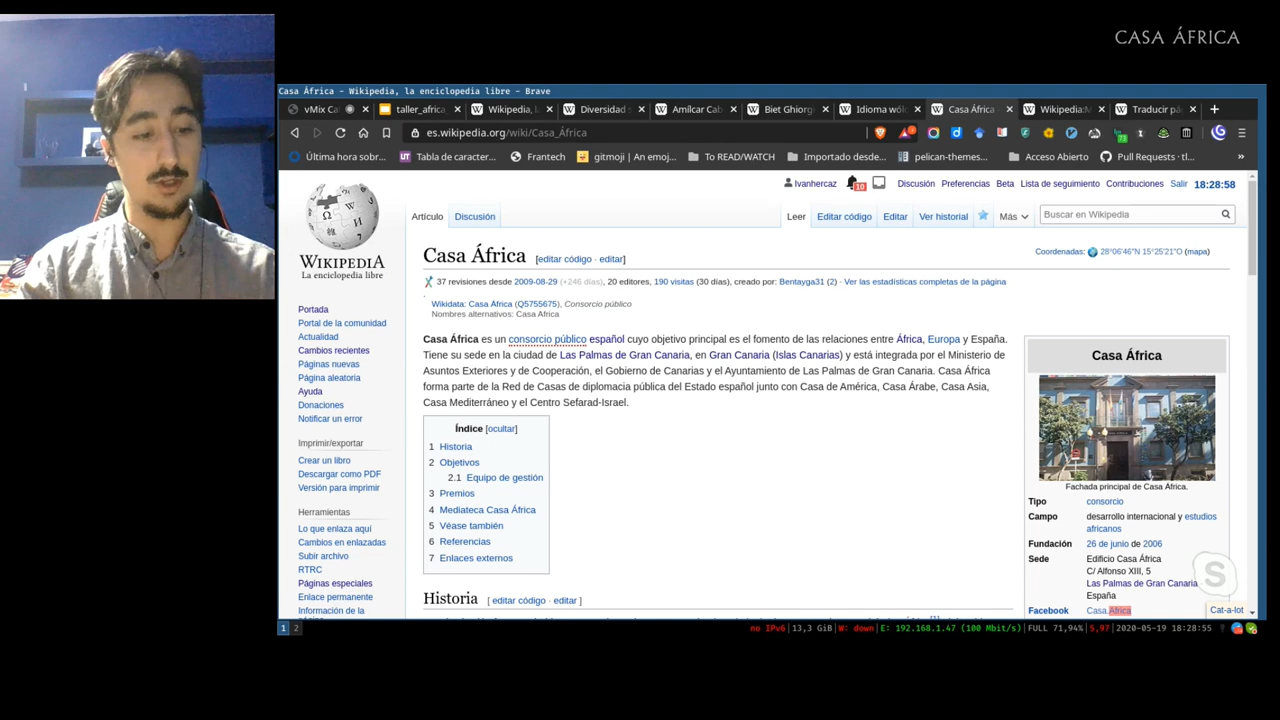 CASA ÁFRICA
Casa África - Wikipedia, la enciclopedia libre - Brave
vMix Ca
taller_africa
Wikipedia, l
Diversidad
Amílcar Cab
Biet Ghiorg
Idioma wól
Casa África
Wikipedia:M
Traducir pá
es.wikipedia.org/wiki/Casa_África
Última hora sobr...
Tabla de caracter...
Frantech
gitmoji | An emoj...
To READ/WATCH
Importado desde...
pelican-themes...
Acceso Abierto
Pull Requests · tl...
»
Ivanhercaz 10 Discusión Preferencias Beta Lista de seguimiento Contribuciones Salir 18:28:58
Artículo Discusión Leer Editar código Editar Ver historial Más Buscar en Wikipedia
WIKIPEDIA
La enciclopedia libre
Portada
Portal de la comunidad
Actualidad
Cambios recientes
Páginas nuevas
Página aleatoria
Ayuda
Donaciones
Notificar un error
Imprimir/exportar
Crear un libro
Descargar como PDF
Versión para imprimir
Herramientas
Lo que enlaza aquí
Cambios en enlazadas
Subir archivo
RTRC
Páginas especiales
Enlace permanente
Información de la
Casa África [editar código · editar]
Coordenadas: 28°06′46″N 15°25′21″O (mapa)
37 revisiones desde 2009-08-29 (+246 días), 20 editores, 190 visitas (30 días), creado por: Bentayga31 (2) · Ver las estadísticas completas de la página
.
Wikidata: Casa África (Q5755675), Consorcio público
Nombres alternativos: Casa Africa
Casa África es un consorcio público español cuyo objetivo principal es el fomento de las relaciones entre África, Europa y España.
Tiene su sede en la ciudad de Las Palmas de Gran Canaria, en Gran Canaria (Islas Canarias) y está integrada por el Ministerio de
Asuntos Exteriores y de Cooperación, el Gobierno de Canarias y el Ayuntamiento de Las Palmas de Gran Canaria. Casa África
forma parte de la Red de Casas de diplomacia pública del Estado español junto con Casa de América, Casa Árabe, Casa Asia,
Casa Mediterráneo y el Centro Sefarad-Israel.
Índice [ocultar]
1 Historia
2 Objetivos
2.1 Equipo de gestión
3 Premios
4 Mediateca Casa África
5 Véase también
6 Referencias
7 Enlaces externos
Historia [ editar código · editar ]
Casa África
Fachada principal de Casa África.
Tipo consorcio
Campo desarrollo internacional y estudios
africanos
Fundación 26 de junio de 2006
Sede Edificio Casa África
C/ Alfonso XIII, 5
Las Palmas de Gran Canaria
España
Facebook Casa.Africa
Cat-a-lot
1 2 no IPv6|13,3 GiB|W: down|E: 192.168.1.47 (100 Mbit/s)|FULL 71,94%|5,97|2020-05-19 18:28:55